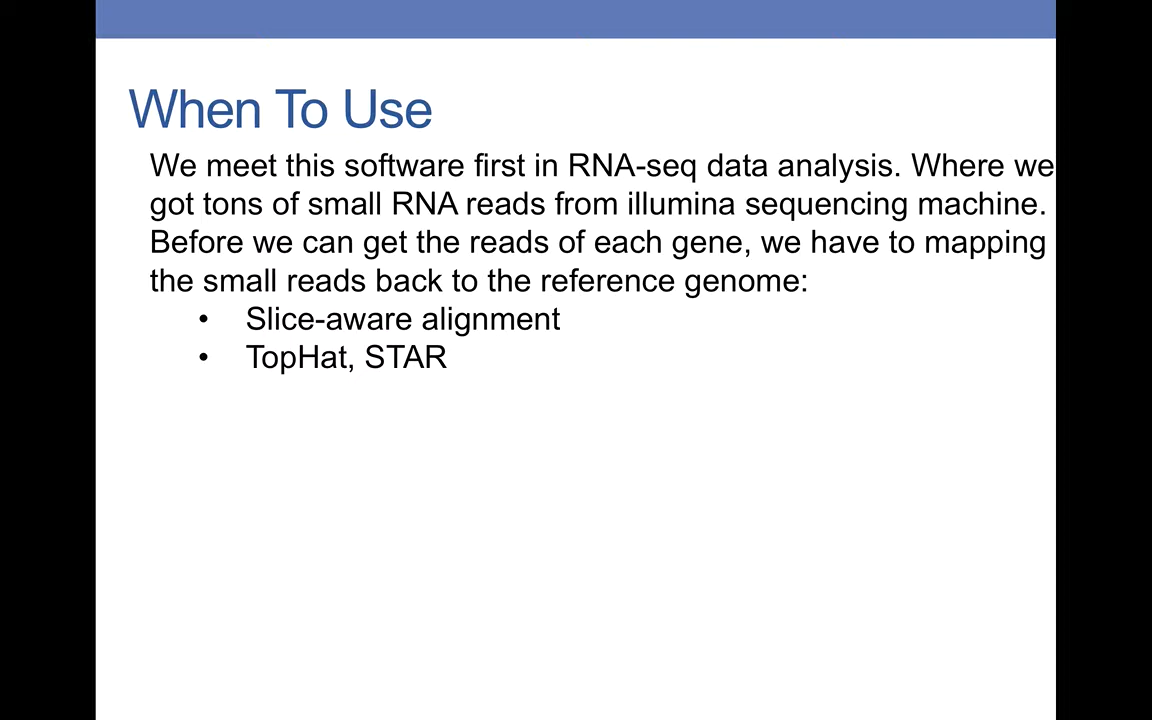 When To Use
We meet this software first in RNA-seq data analysis. Where we
got tons of small RNA reads from illumina sequencing machine.
Before we can get the reads of each gene, we have to mapping
the small reads back to the reference genome:
• Slice-aware alignment
• TopHat, STAR